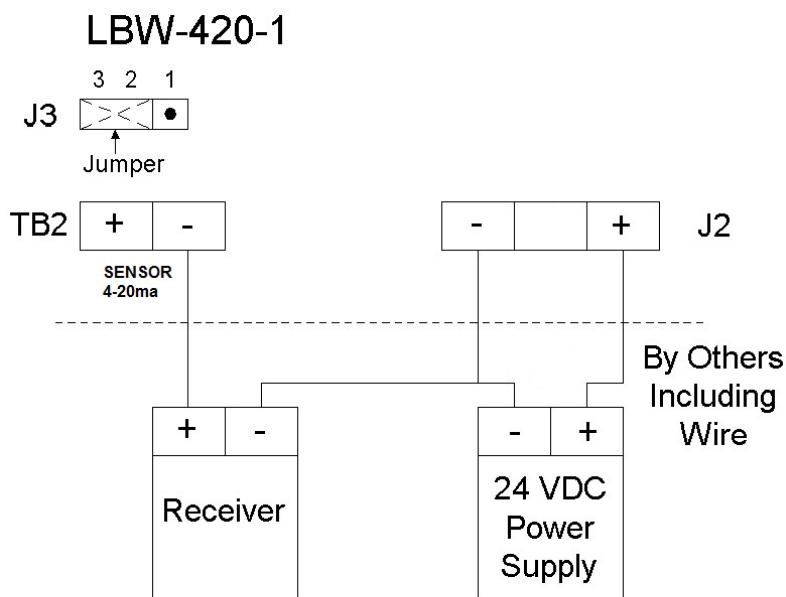 LBW-420-1
3 2 1
J3
Jumper
TB2 + - - + J2
SENSOR
4-20ma
By Others
Including
Wire
+ - - +
Receiver
24 VDC
Power
Supply